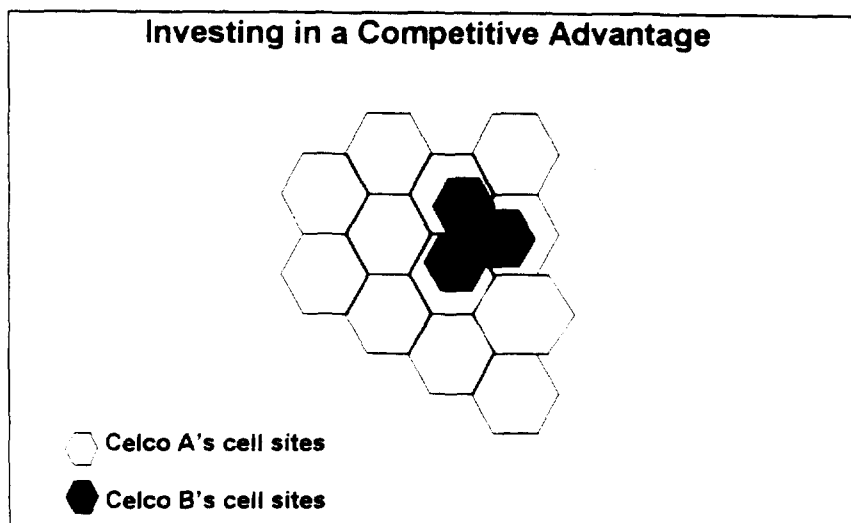 Investing in a Competitive Advantage
Celco A's cell sites
Celco B's cell sites